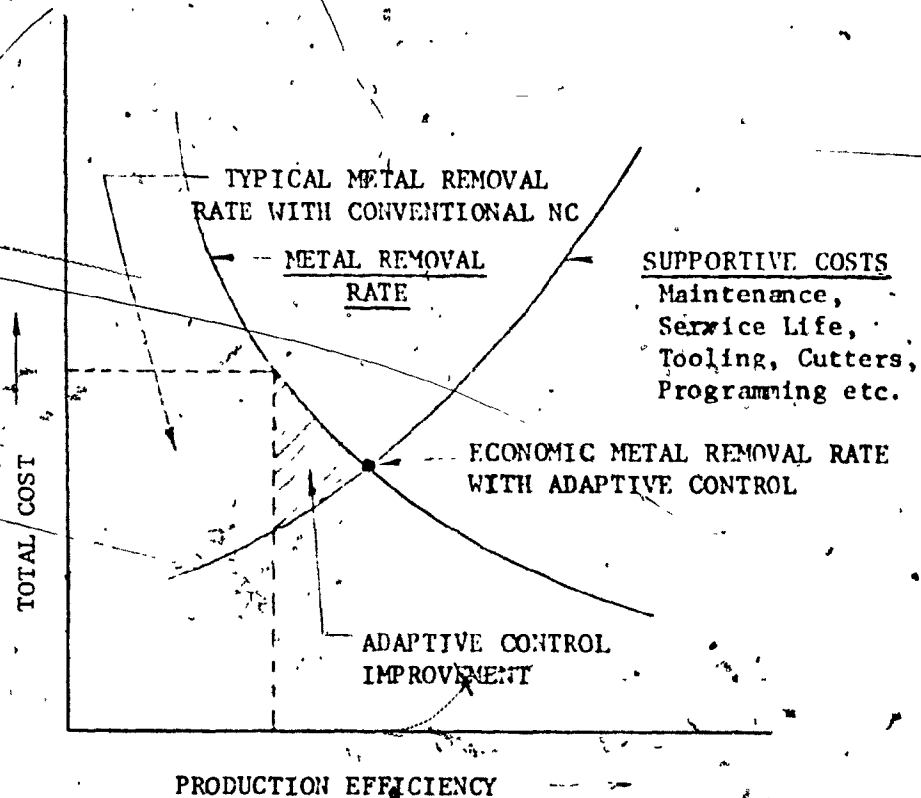 TYPICAL METAL REMOVAL
RATE WITH CONVENTIONAL NC
METAL REMOVAL
RATE
SUPPORTIVE COSTS
Maintenance,
Service Life,
Tooling, Cutters,
Programming etc.
ECONOMIC METAL REMOVAL RATE
WITH ADAPTIVE CONTROL
TOTAL COST
ADAPTIVE CONTROL
IMPROVEMENT
PRODUCTION EFFICIENCY